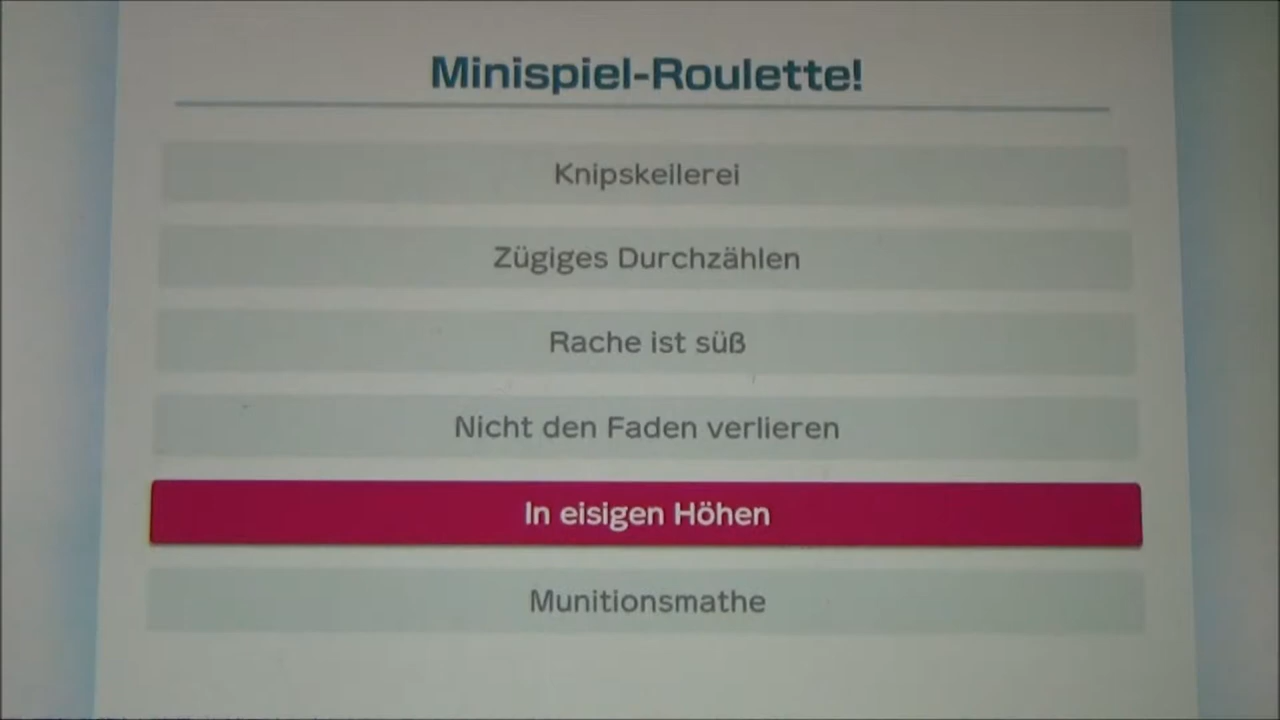 Minispiel-Roulette!
Knipskeilerei
Zügiges Durchzählen
Rache ist süß
Nicht den Faden verlieren
In eisigen Höhen
Munitionsmathe